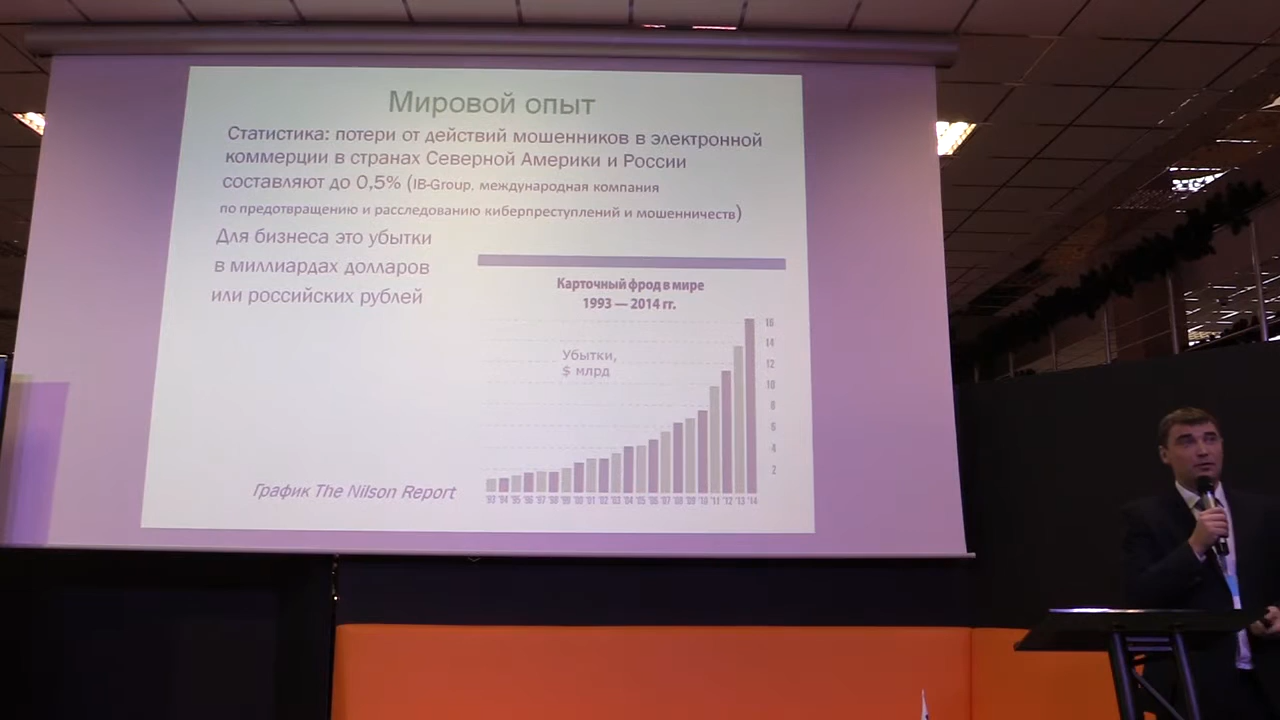 Мировой опыт
Статистика: потери от действий мошенников в электронной
коммерции в странах Северной Америки и России
составляют до 0,5% (IB-Group, международная компания
по предотвращению и расследованию киберпреступлений и мошенничеств)
Для бизнеса это убытки
в миллиардах долларов
или российских рублей
Карточный фрод в мире
1993 — 2014 гг.
Убытки,
$ млрд
16
14
12
10
8
6
4
2
'93 '94 '95 '96 '97 '98 '99 '00 '01 '02 '03 '04 '05 '06 '07 '08 '09 '10 '11 '12 '13 '14
График The Nilson Report